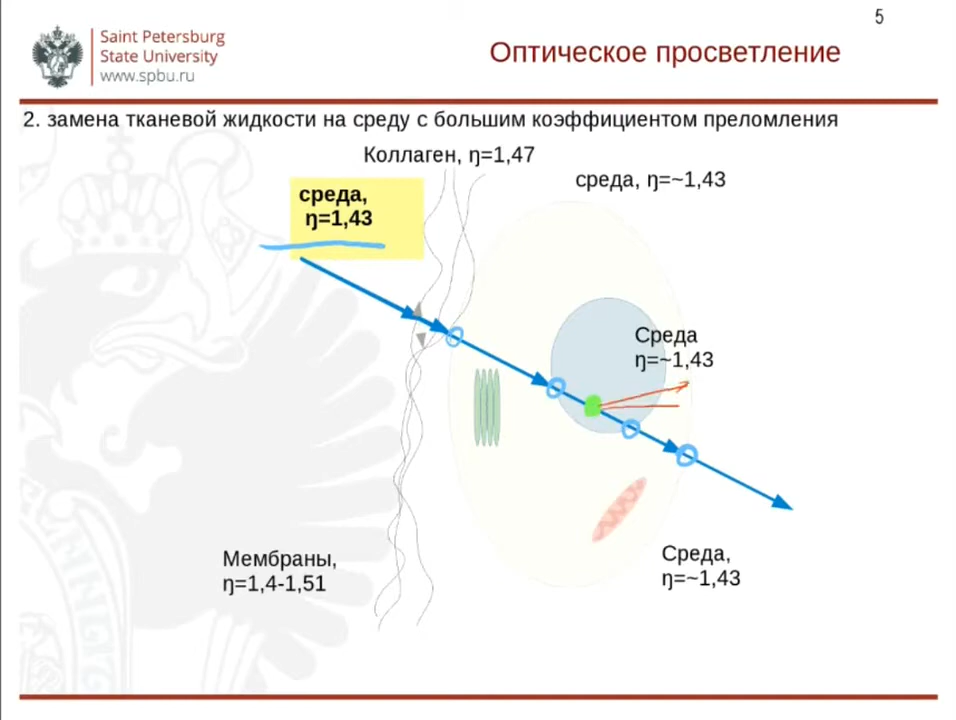 5
Saint Petersburg
State University
www.spbu.ru
Оптическое просветление
2. замена тканевой жидкости на среду с большим коэффициентом преломления
Коллаген, ŋ=1,47
среда, ŋ=~1,43
среда,
ŋ=1,43
Среда
ŋ=~1,43
Мембраны,
ŋ=1,4-1,51
Среда,
ŋ=~1,43